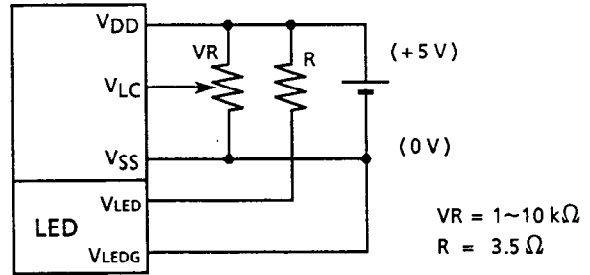 VDD
VR
R
(+5 V)
VLC
VSS
(0 V)
VLED
LED
VLEDG
VR = 1~10 kΩ
R = 3.5 Ω